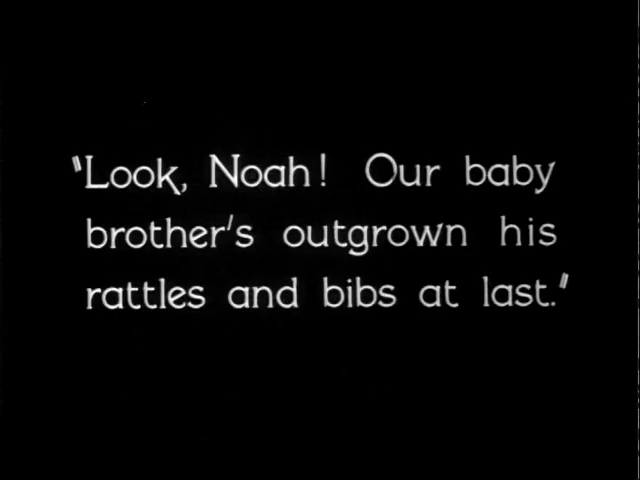 "Look, Noah! Our baby
brother's outgrown his
rattles and bibs at last."